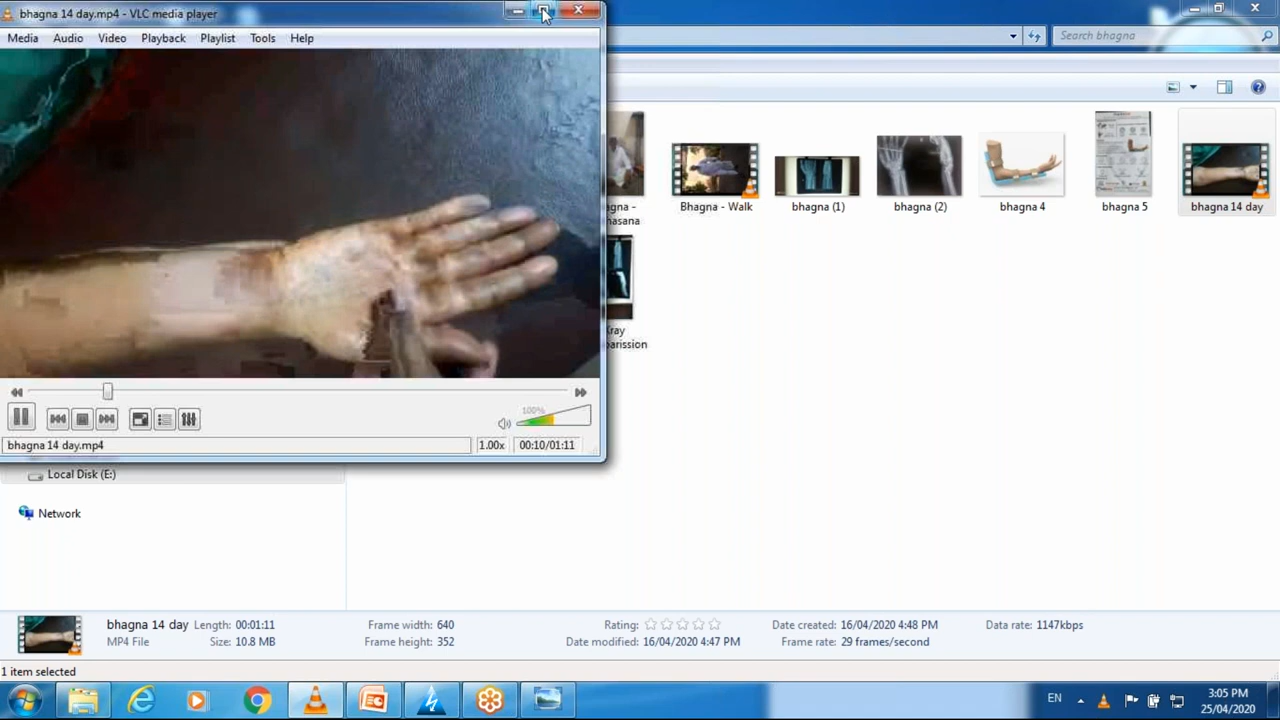 bhagna 14 day.mp4 - VLC media player
Media Audio Video Playback Playlist Tools Help
Search bhagna
100%
bhagna 14 day.mp4 1.00x 00:10/01:11
Bhagna - Walk
bhagna (1)
bhagna (2)
bhagna 4
bhagna 5
bhagna 14 day
Local Disk (E:)
Network
bhagna 14 day Length: 00:01:11 Frame width: 640 Rating: Date created: 16/04/2020 4:48 PM Data rate: 1147kbps
MP4 File Size: 10.8 MB Frame height: 352 Date modified: 16/04/2020 4:47 PM Frame rate: 29 frames/second
1 item selected
EN
3:05 PM
25/04/2020